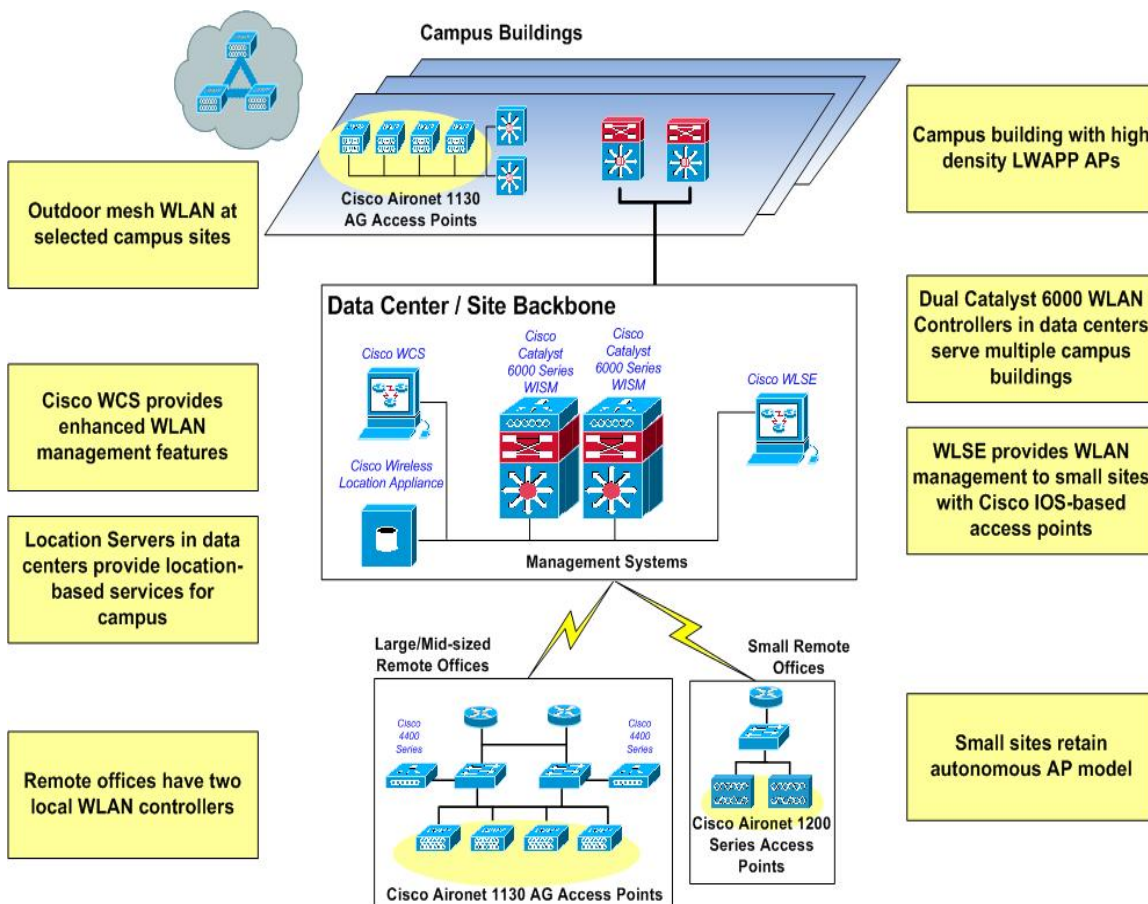 Campus Buildings
Cisco Aironet 1130
AG Access Points
Campus building with high
density LWAPP APs
Outdoor mesh WLAN at
selected campus sites
Data Center / Site Backbone
Cisco WCS
Cisco
Catalyst
6000 Series
WISM
Cisco
Catalyst
6000 Series
WISM
Cisco WLSE
Cisco Wireless
Location Appliance
Management Systems
Dual Catalyst 6000 WLAN
Controllers in data centers
serve multiple campus
buildings
Cisco WCS provides
enhanced WLAN
management features
WLSE provides WLAN
management to small sites
with Cisco IOS-based
access points
Location Servers in data
centers provide location-
based services for
campus
Large/Mid-sized
Remote Offices
Cisco
4400
Series
Cisco
4400
Series
Cisco Aironet 1130 AG Access Points
Small Remote
Offices
Cisco Aironet 1200
Series Access
Points
Remote offices have two
local WLAN controllers
Small sites retain
autonomous AP model